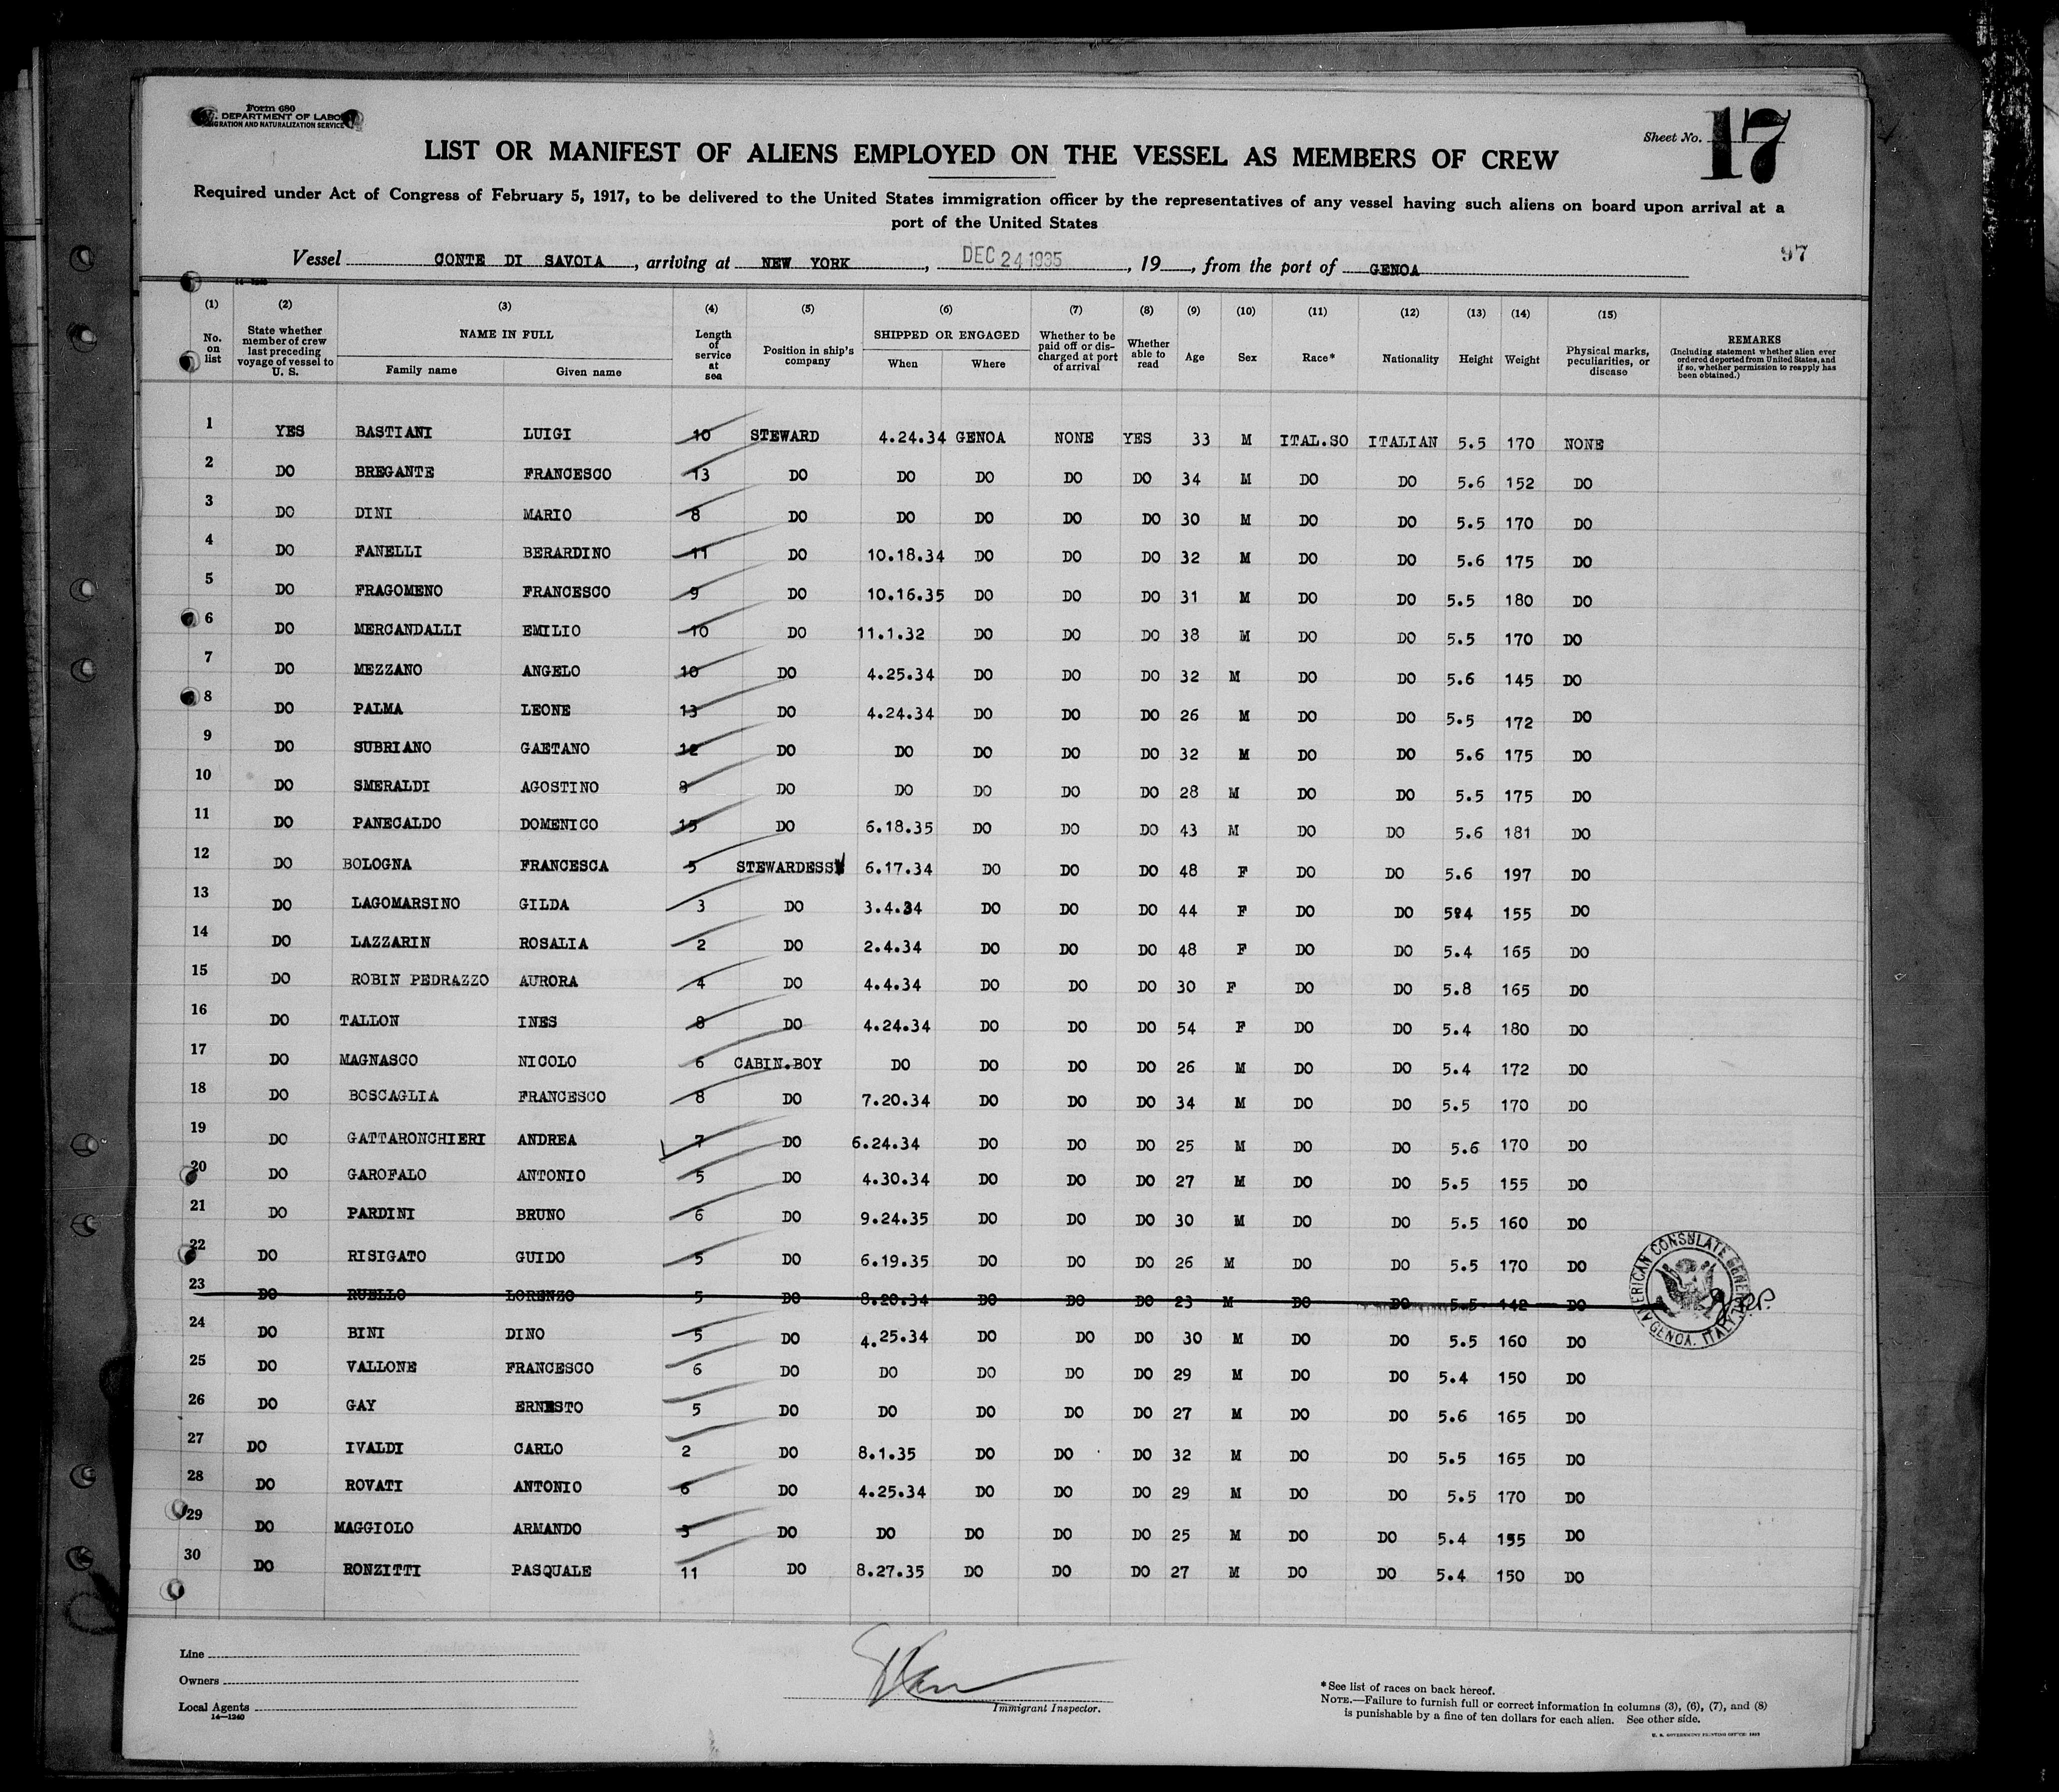 Form 680
U.S. DEPARTMENT OF LABOR
IMMIGRATION AND NATURALIZATION SERVICE
Sheet No. 17
LIST OR MANIFEST OF ALIENS EMPLOYED ON THE VESSEL AS MEMBERS OF CREW
Required under Act of Congress of February 5, 1917, to be delivered to the United States immigration officer by the representatives of any vessel having such aliens on board upon arrival at a
port of the United States
97
Vessel CONTE DI SAVOIA, arriving at NEW YORK, DEC 24 1935, 19, from the port of GENOA
14-1240
(1) No. on list (2) State whether member of crew last preceding voyage of vessel to U. S. (3) NAME IN FULL Family name Given name (4) Length of service at sea (5) Position in ship's company (6) SHIPPED OR ENGAGED When Where (7) Whether to be paid off or discharged at port of arrival (8) Whether able to read (9) Age (10) Sex (11) Race* (12) Nationality (13) Height (14) Weight (15) Physical marks, peculiarities, or disease REMARKS (Including statement whether alien ever ordered deported from United States, and if so, whether permission to reapply has been obtained.)
1 YES BASTIANI LUIGI 10 STEWARD 4.24.34 GENOA NONE YES 33 M ITAL.SO ITALIAN 5.5 170 NONE
2 DO BREGANTE FRANCESCO 13 DO DO DO DO DO 34 M DO DO 5.6 152 DO
3 DO DINI MARIO 8 DO DO DO DO DO 30 M DO DO 5.5 170 DO
4 DO FANELLI BERARDINO 11 DO 10.18.34 DO DO DO 32 M DO DO 5.6 175 DO
5 DO FRAGOMENO FRANCESCO 9 DO 10.16.35 DO DO DO 31 M DO DO 5.5 180 DO
6 DO MERCANDALLI EMILIO 10 DO 11.1.32 DO DO DO 38 M DO DO 5.5 170 DO
7 DO MEZZANO ANGELO 10 DO 4.25.34 DO DO DO 32 M DO DO 5.6 145 DO
8 DO PALMA LEONE 13 DO 4.24.34 DO DO DO 26 M DO DO 5.5 172 DO
9 DO SUBRIANO GAETANO 12 DO DO DO DO DO 32 M DO DO 5.6 175 DO
10 DO SMERALDI AGOSTINO 8 DO DO DO DO DO 28 M DO DO 5.5 175 DO
11 DO PANECALDO DOMENICO 15 DO 6.18.35 DO DO DO 43 M DO DO 5.6 181 DO
12 DO BOLOGNA FRANCESCA 5 STEWARDESS 6.17.34 DO DO DO 48 F DO DO 5.6 197 DO
13 DO LAGOMARSINO GILDA 3 DO 3.4.34 DO DO DO 44 F DO DO 5.4 155 DO
14 DO LAZZARIN ROSALIA 2 DO 2.4.34 DO DO DO 48 F DO DO 5.4 165 DO
15 DO ROBIN PEDRAZZO AURORA 4 DO 4.4.34 DO DO DO 30 F DO DO 5.8 165 DO
16 DO TALLON INES 8 DO 4.24.34 DO DO DO 54 F DO DO 5.4 180 DO
17 DO MAGNASCO NICOLO 6 CABIN.BOY DO DO DO DO 26 M DO DO 5.4 172 DO
18 DO BOSCAGLIA FRANCESCO 8 DO 7.20.34 DO DO DO 34 M DO DO 5.5 170 DO
19 DO GATTARONCHIERI ANDREA 7 DO 6.24.34 DO DO DO 25 M DO DO 5.6 170 DO
20 DO GAROFALO ANTONIO 5 DO 4.30.34 DO DO DO 27 M DO DO 5.5 155 DO
21 DO PARDINI BRUNO 6 DO 9.24.35 DO DO DO 30 M DO DO 5.5 160 DO
22 DO RISIGATO GUIDO 5 DO 6.19.35 DO DO DO 26 M DO DO 5.5 170 DO
23 DO RUELLO LORENZO 5 DO 8.20.34 DO DO DO 23 M DO DO 5.5 142 DO
AMERICAN CONSULATE GENERAL GENOA, ITALY
24 DO BINI DINO 5 DO 4.25.34 DO DO DO 30 M DO DO 5.5 160 DO
25 DO VALLONE FRANCESCO 6 DO DO DO DO DO 29 M DO DO 5.4 150 DO
26 DO GAY ERNESTO 5 DO DO DO DO DO 27 M DO DO 5.6 165 DO
27 DO IVALDI CARLO 2 DO 8.1.35 DO DO DO 32 M DO DO 5.5 165 DO
28 DO ROVATI ANTONIO 6 DO 4.25.34 DO DO DO 29 M DO DO 5.5 170 DO
29 DO MAGGIOLO ARMANDO 3 DO DO DO DO DO 25 M DO DO 5.4 155 DO
30 DO RONZITTI PASQUALE 11 DO 8.27.35 DO DO DO 27 M DO DO 5.4 150 DO
Line
Owners
Local Agents
14-1240
Immigrant Inspector.
*See list of races on back hereof.
NOTE.—Failure to furnish full or correct information in columns (3), (6), (7), and (8)
is punishable by a fine of ten dollars for each alien. See other side.
U. S. GOVERNMENT PRINTING OFFICE